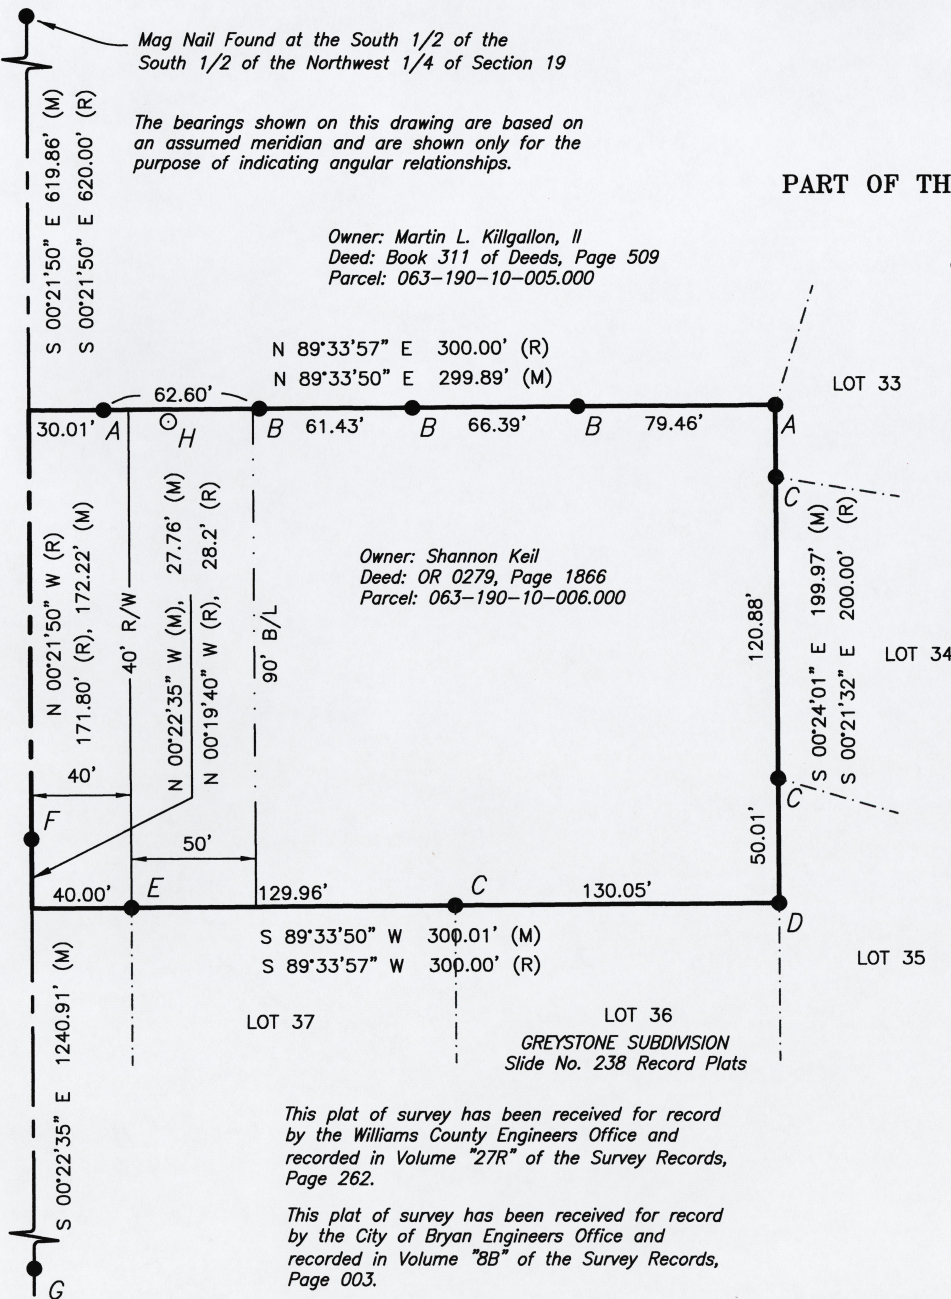 Mag Nail Found at the South 1/2 of the
South 1/2 of the Northwest 1/4 of Section 19
The bearings shown on this drawing are based on
an assumed meridian and are shown only for the
purpose of indicating angular relationships.
S 00°21'50" E 619.86' (M)
S 00°21'50" E 620.00' (R)
PART OF TH
Owner: Martin L. Killgallon, II
Deed: Book 311 of Deeds, Page 509
Parcel: 063-190-10-005.000
N 89°33'57" E 300.00' (R)
N 89°33'50" E 299.89' (M)
LOT 33
62.60'
30.01'
A
H
B
61.43'
B
66.39'
B
79.46'
A
C
N 00°21'50" W (R)
171.80' (R), 172.22' (M)
40' R/W
N 00°22'35" W (M), 27.76' (M)
N 00°19'40" W (R), 28.2' (R)
90' B/L
Owner: Shannon Keil
Deed: OR 0279, Page 1866
Parcel: 063-190-10-006.000
120.88'
S 00°24'01" E 199.97' (M)
S 00°21'32" E 200.00' (R)
LOT 34
40'
F
C
50'
50.01'
40.00'
E
129.96'
C
130.05'
D
S 89°33'50" W 300.01' (M)
S 89°33'57" W 300.00' (R)
LOT 35
S 00°22'35" E 1240.91' (M)
LOT 37
LOT 36
GREYSTONE SUBDIVISION
Slide No. 238 Record Plats
This plat of survey has been received for record
by the Williams County Engineers Office and
recorded in Volume "27R" of the Survey Records,
Page 262.
This plat of survey has been received for record
by the City of Bryan Engineers Office and
recorded in Volume "8B" of the Survey Records,
Page 003.
G